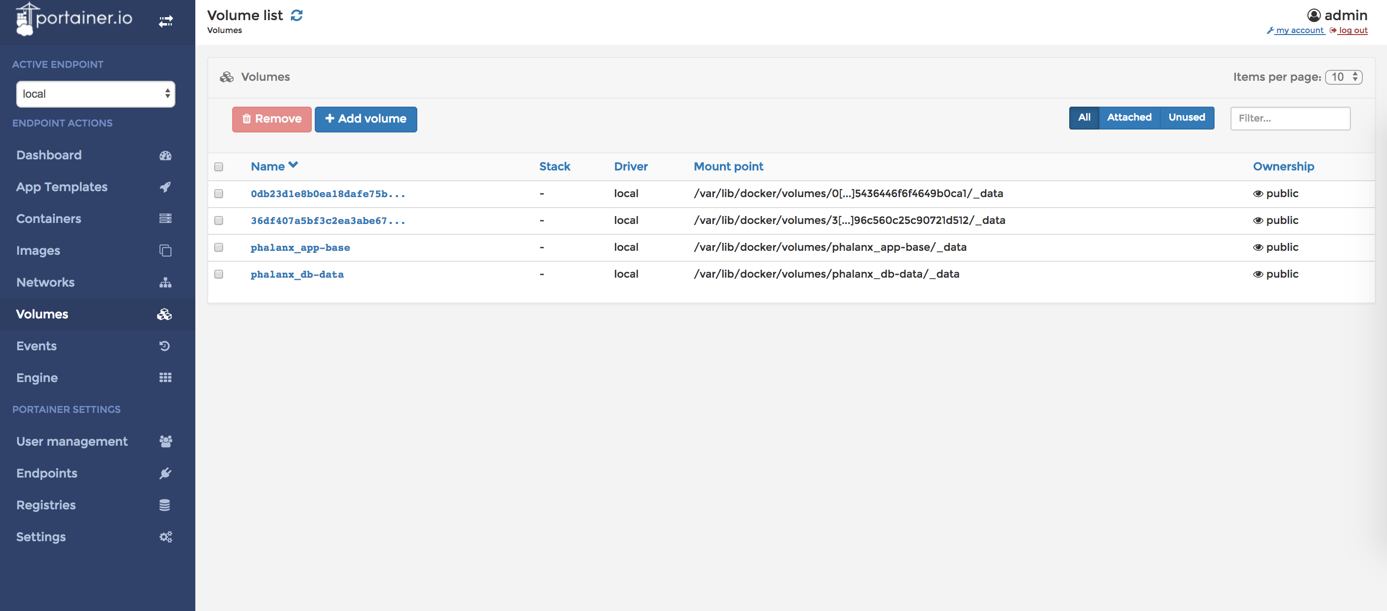 portainer.io
Volume list
Volumes
admin
my account log out
ACTIVE ENDPOINT
local
ENDPOINT ACTIONS
Dashboard
App Templates
Containers
Images
Networks
Volumes
Events
Engine
PORTAINER SETTINGS
User management
Endpoints
Registries
Settings
Volumes
Items per page: 10
Remove
+ Add volume
All Attached Unused
Filter...
Name Stack Driver Mount point Ownership
0db23d1e8b0ea18dafe75b... - local /var/lib/docker/volumes/0[...]5436446f6f4649b0ca1/_data public
36df407a5bf3c2ea3abe67... - local /var/lib/docker/volumes/3[...]96c560c25c90721d512/_data public
phalanx_app-base - local /var/lib/docker/volumes/phalanx_app-base/_data public
phalanx_db-data - local /var/lib/docker/volumes/phalanx_db-data/_data public